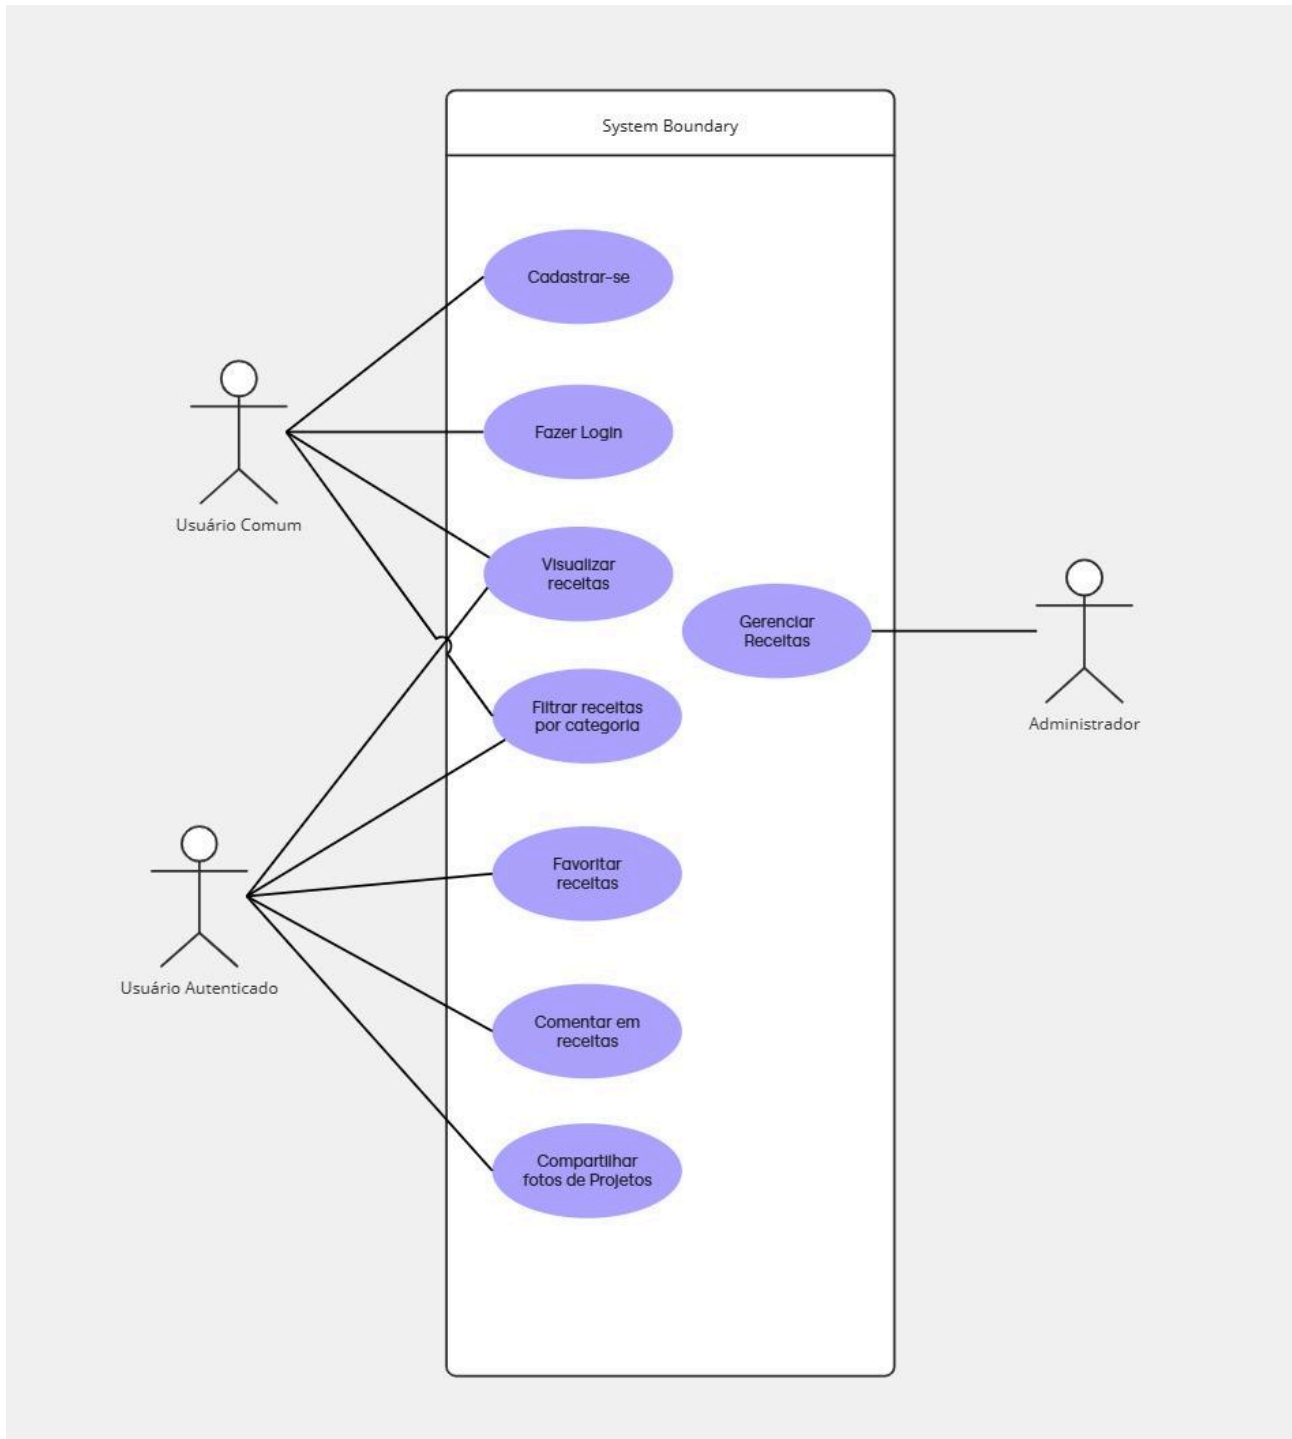 System Boundary
Cadastrar-se
Fazer Login
Usuário Comum
Visualizar
receitas
Gerenciar
Receitas
Filtrar receitas
por categoria
Administrador
Favoritar
receitas
Usuário Autenticado
Comentar em
receitas
Compartilhar
fotos de Projetos